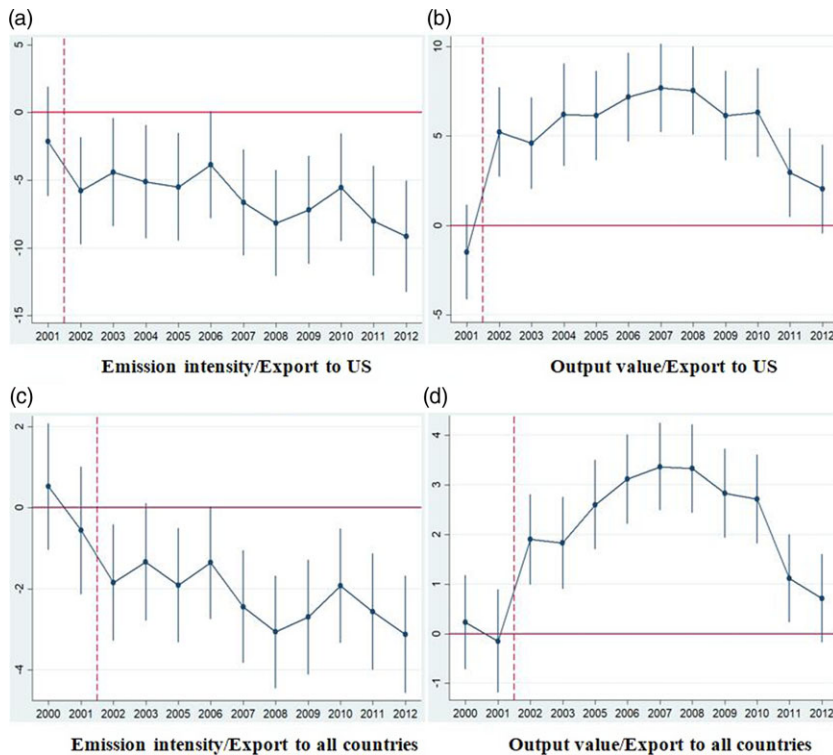 (a)
5
0
-5
-10
-15
2001 2002 2003 2004 2005 2006 2007 2008 2009 2010 2011 2012
Emission intensity/Export to US
(b)
10
5
0
-5
2001 2002 2003 2004 2005 2006 2007 2008 2009 2010 2011 2012
Output value/Export to US
(c)
2
0
-2
-4
2000 2001 2002 2003 2005 2006 2007 2008 2009 2010 2011 2012
Emission intensity/Export to all countries
(d)
4
3
2
1
0
-1
2000 2001 2002 2003 2005 2006 2007 2008 2009 2010 2011 2012
Output value/Export to all countries